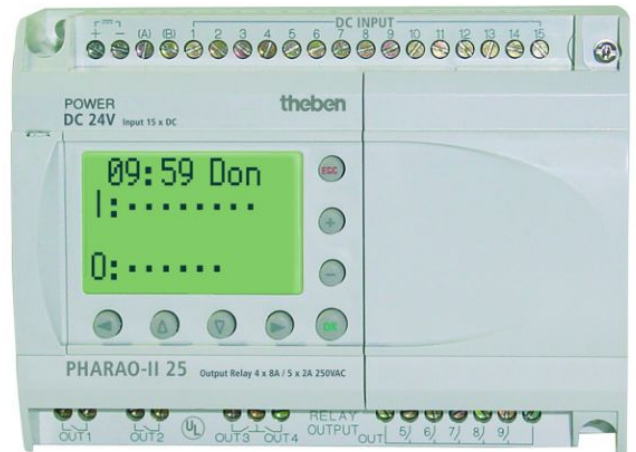 DC INPUT
+ - (A) (B) 1 2 3 4 5 6 7 8 9 10 11 12 13 14 15
POWER
DC 24V Input 15 x DC
theben
09:59 Don
I:........
O:......
ESC
+
-
OK
PHARAO-II 25 Output Relay 4 x 8A / 5 x 2A 250VAC
OUT1 OUT2 UL OUT3 OUT4 RELAY OUTPUT OUT 5 6 7 8 9